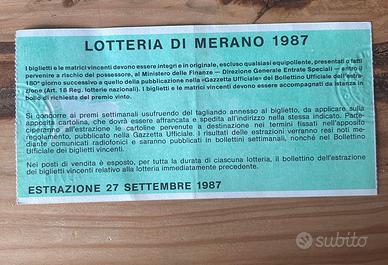 LOTTERIA DI MERANO 1987
I biglietti e le matrici vincenti devono essere integri e in originale, escluso qualsiasi equipollente, presentati o fatti
pervenire a rischio del possessore, al Ministero delle Finanze — Direzione Generale Entrate Speciali — entro il
180° giorno successivo a quello della pubblicazione nella «Gazzetta Ufficiale» del Bollettino Ufficiale dell'estra-
zione (Art. 18 Reg. lotterie nazionali). I biglietti e le matrici vincenti devono essere accompagnati da istanza in
bollo di richiesta del premio vinto.
Si concorre ai premi settimanali usufruendo del tagliando annesso al biglietto, da applicare sulla
apposita cartolina, che dovrà essere affrancata e spedita all'indirizzo nella stessa indicato. Parte-
ciperanno all'estrazione le cartoline pervenute a destinazione nei termini fissati nell'apposito
regolamento, pubblicato nella Gazzetta Ufficiale. I risultati delle estrazioni verranno resi noti me-
diante comunicati radiofonici e saranno pubblicati in bollettini settimanali, nonché nel Bollettino
Ufficiale dei biglietti vincenti.
Nei posti di vendita è esposto, per tutta la durata di ciascuna lotteria, il bollettino dell'estrazione
dei biglietti vincenti relativo alla lotteria immediatamente precedente.
ESTRAZIONE 27 SETTEMBRE 1987
subito